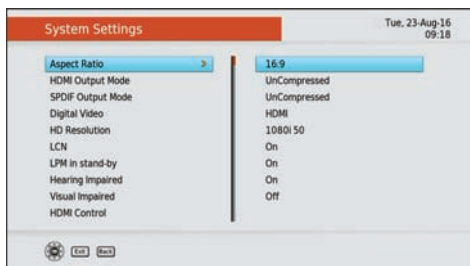 System Settings
Tue, 23-Aug-16
09:18
Aspect Ratio > 16:9
HDMI Output Mode UnCompressed
SPDIF Output Mode UnCompressed
Digital Video HDMI
HD Resolution 1080i 50
LCN On
LPM in stand-by On
Hearing Impaired On
Visual Impaired Off
HDMI Control
Exit Back